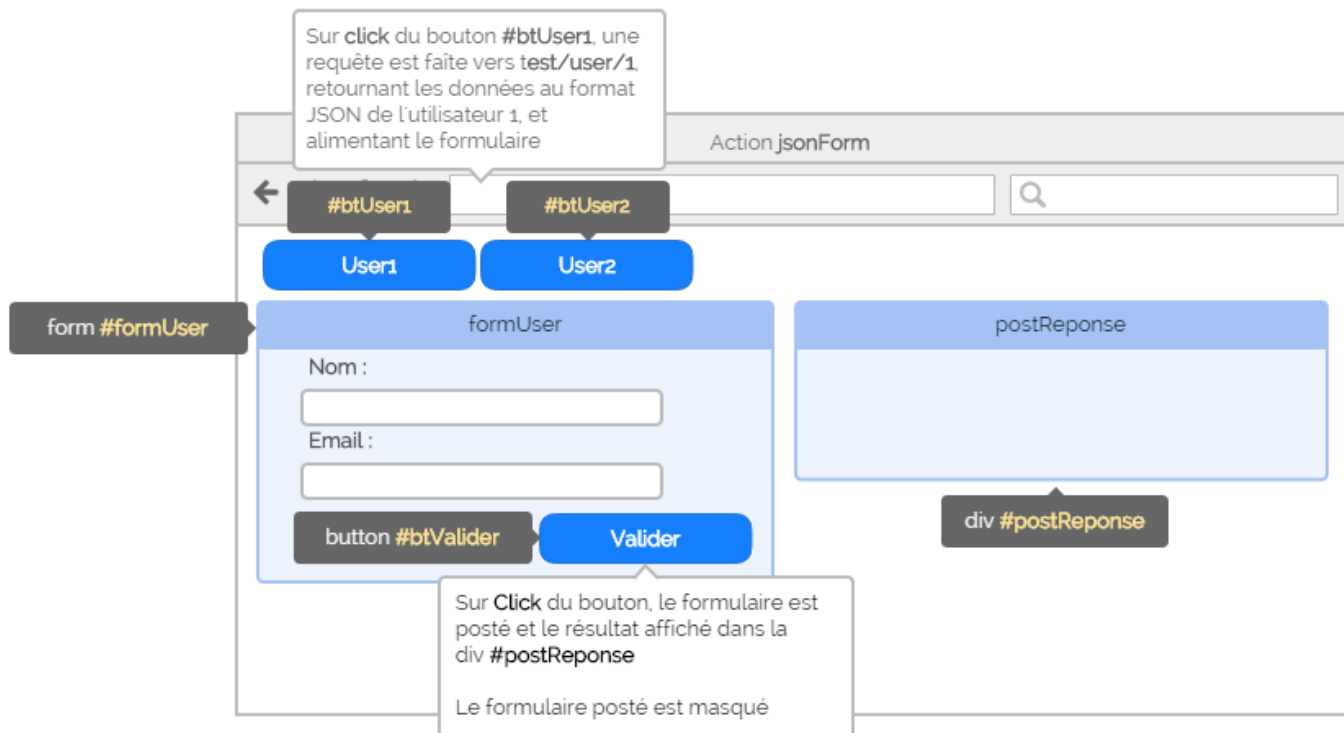 Sur click du bouton #btUser1, une
requête est faîte vers test/user/1,
retournant les données au format
JSON de l'utilisateur 1, et
alimentant le formulaire
Action jsonForm
#btUser1
#btUser2
User1
User2
form #formUser
formUser
postReponse
Nom :
Email :
button #btValider
Valider
div #postReponse
Sur Click du bouton, le formulaire est
posté et le résultat affiché dans la
div #postReponse
Le formulaire posté est masqué